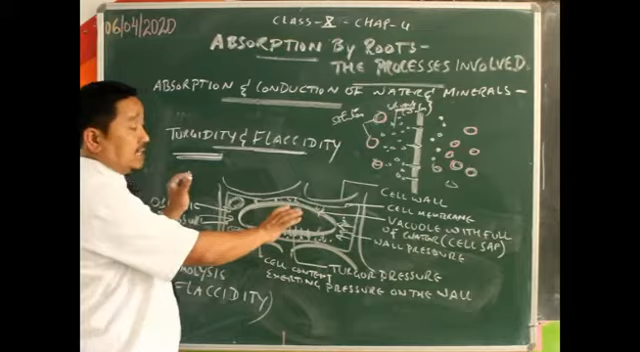 06/04/2020
CLASS-X - CHAP-4
ABSORPTION BY ROOTS-
THE PROCESSES INVOLVED.
ABSORPTION & CONDUCTION OF WATER & MINERALS-
TURGIDITY & FLACCIDITY
CELL WALL
CELL MEMBRANE
VACUOLE WITH FULL
OF WATER (CELL SAP)
WALL PRESSURE
CELL CONTENT
EXERTING PRESSURE ON THE WALL
TURGOR PRESSURE
FLACCIDITY)